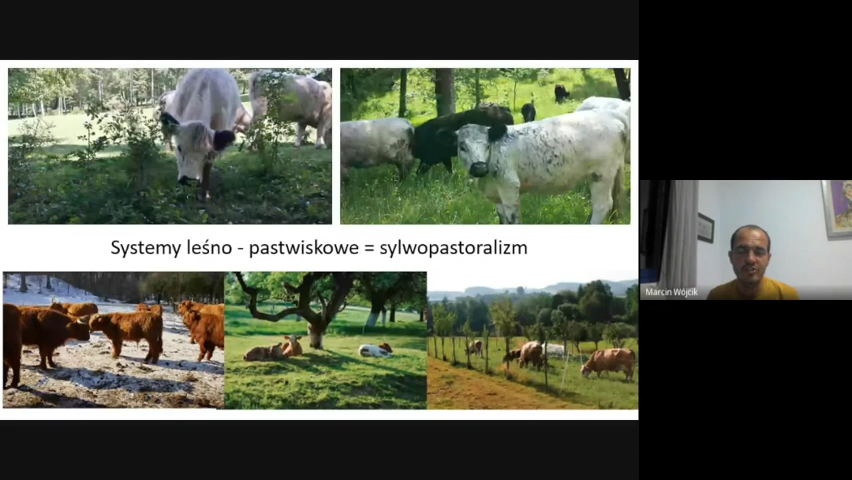 Systemy leśno - pastwiskowe = sylwopastoralizm
Marcin Wójcik